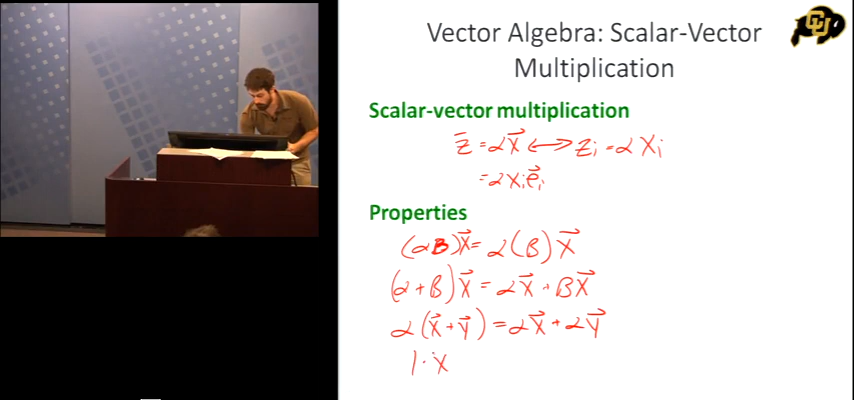 Vector Algebra: Scalar-Vector
Multiplication
CU
Scalar-vector multiplication
z̄ = αx⃗ ⟷ zᵢ = αxᵢ
= αxᵢe⃗ᵢ
Properties
(αβ)x⃗ = α(β)x⃗
(α+β)x⃗ = αx⃗ + βx⃗
α(x⃗+y⃗) = αx⃗ + αy⃗
1·x